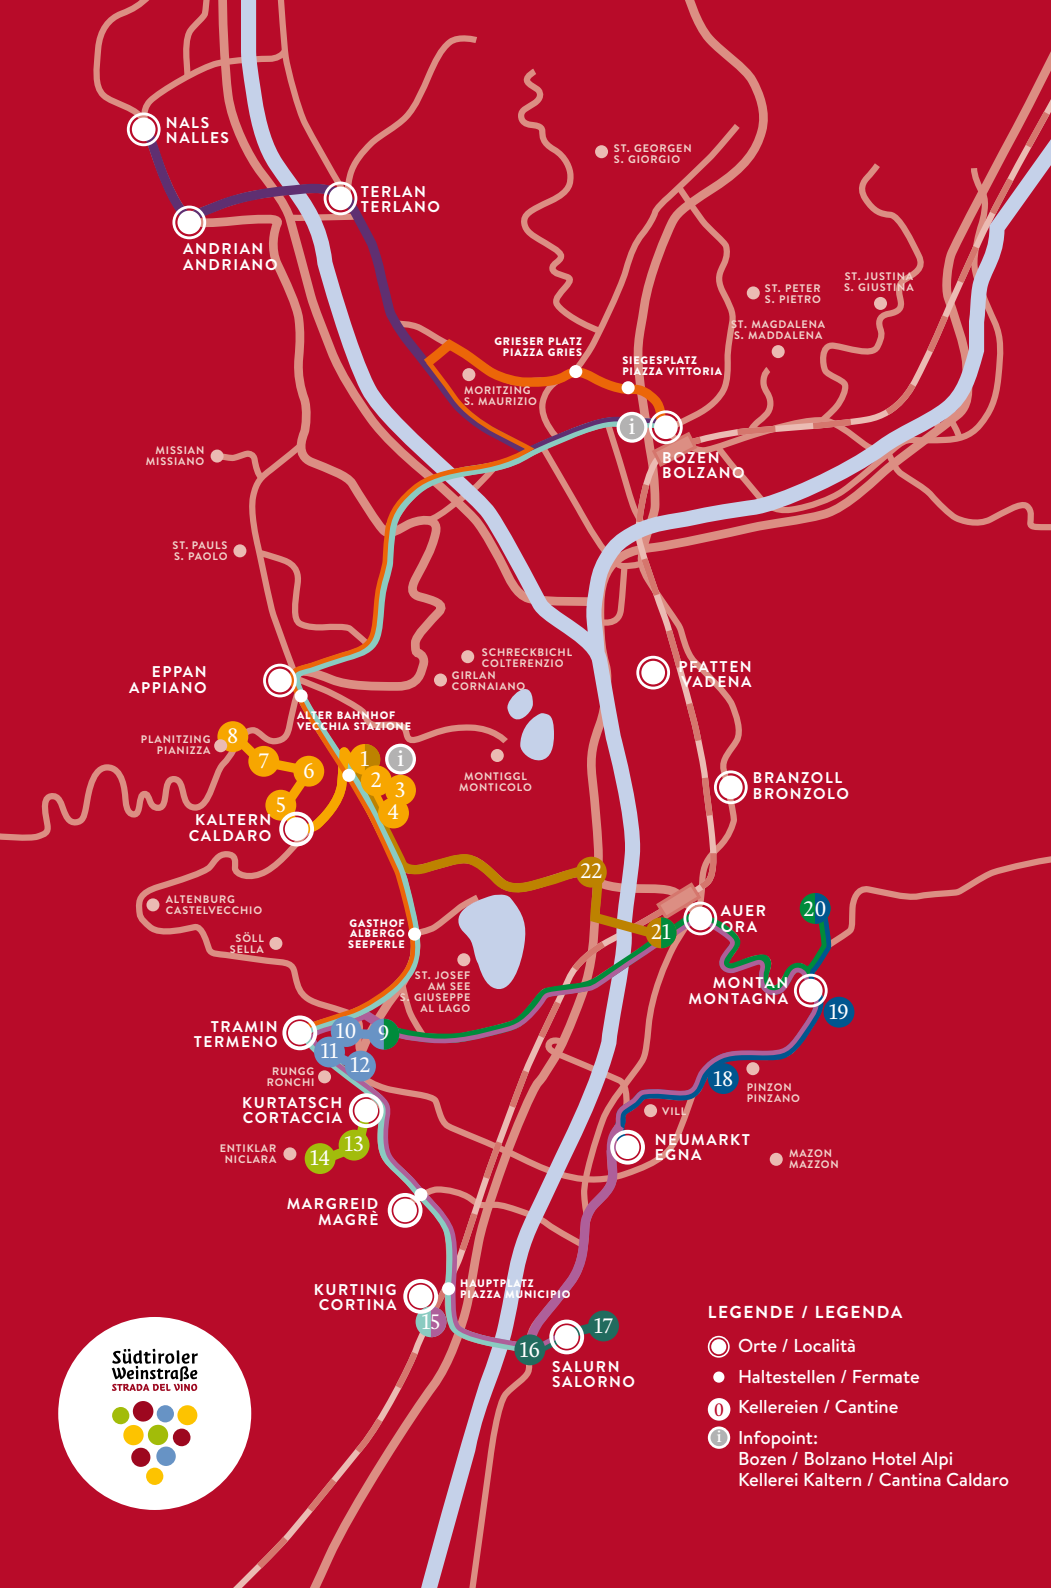 NALS
NALLES
ST. GEORGEN
S. GIORGIO
TERLAN
TERLANO
ANDRIAN
ANDRIANO
ST. JUSTINA
S. GIUSTINA
ST. PETER
S. PIETRO
ST. MAGDALENA
S. MADDALENA
GRIESER PLATZ
PIAZZA GRIES
SIEGESPLATZ
PIAZZA VITTORIA
MORITZING
S. MAURIZIO
i
BOZEN
BOLZANO
MISSIAN
MISSIANO
ST. PAULS
S. PAOLO
SCHRECKBICHL
COLTERENZIO
GIRLAN
CORNAIANO
EPPAN
APPIANO
PFATTEN
VADENA
ALTER BAHNHOF
VECCHIA STAZIONE
PLANITZING
PIANIZZA
8
7
6
5
1
i
2
3
4
MONTIGGL
MONTICOLO
BRANZOLL
BRONZOLO
KALTERN
CALDARO
22
ALTENBURG
CASTELVECCHIO
GASTHOF
ALBERGO
SEEPERLE
SÖLL
SELLA
21
AUER
ORA
20
ST. JOSEF
AM SEE
S. GIUSEPPE
AL LAGO
MONTAN
MONTAGNA
19
TRAMIN
TERMENO
10
9
11
12
RUNGG
RONCHI
18
PINZON
PINZANO
KURTATSCH
CORTACCIA
VILL
13
14
ENTIKLAR
NICLARA
NEUMARKT
EGNA
MAZON
MAZZON
MARGREID
MAGRÈ
KURTINIG
CORTINA
HAUPTPLATZ
PIAZZA MUNICIPIO
15
16
17
SALURN
SALORNO
LEGENDE / LEGENDA
Orte / Località
Haltestellen / Fermate
0
Kellereien / Cantine
i
Infopoint:
Bozen / Bolzano Hotel Alpi
Kellerei Kaltern / Cantina Caldaro
Südtiroler
Weinstraße
STRADA DEL VINO